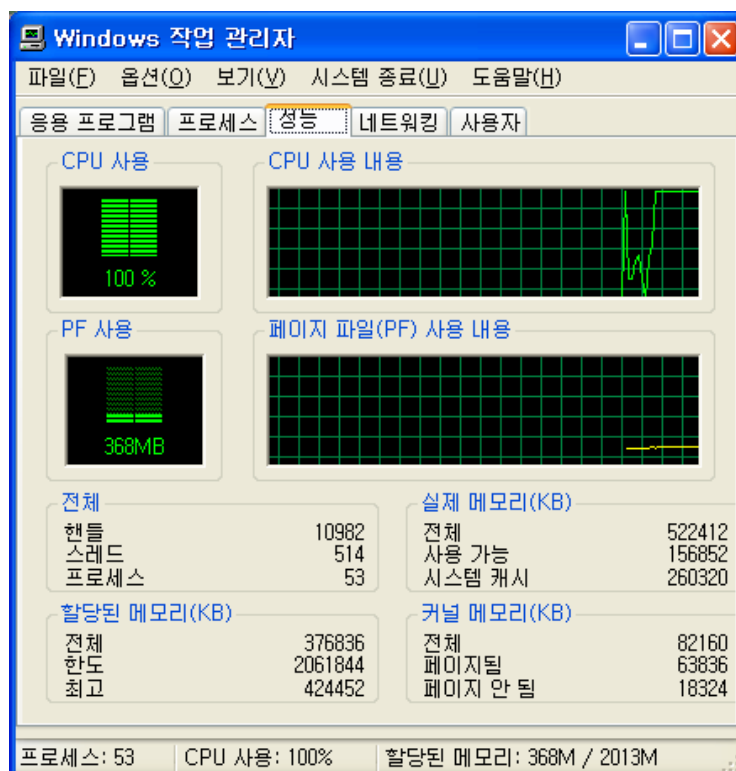 Windows 작업 관리자
파일(F) 옵션(O) 보기(V) 시스템 종료(U) 도움말(H)
응용 프로그램 프로세스 성능 네트워킹 사용자
CPU 사용 CPU 사용 내용
100 %
PF 사용 페이지 파일(PF) 사용 내용
368MB
전체
핸들 10982
스레드 514
프로세스 53
실제 메모리(KB)
전체 522412
사용 가능 156852
시스템 캐시 260320
할당된 메모리(KB)
전체 376836
한도 2061844
최고 424452
커널 메모리(KB)
전체 82160
페이지됨 63836
페이지 안 됨 18324
프로세스: 53 CPU 사용: 100% 할당된 메모리: 368M / 2013M